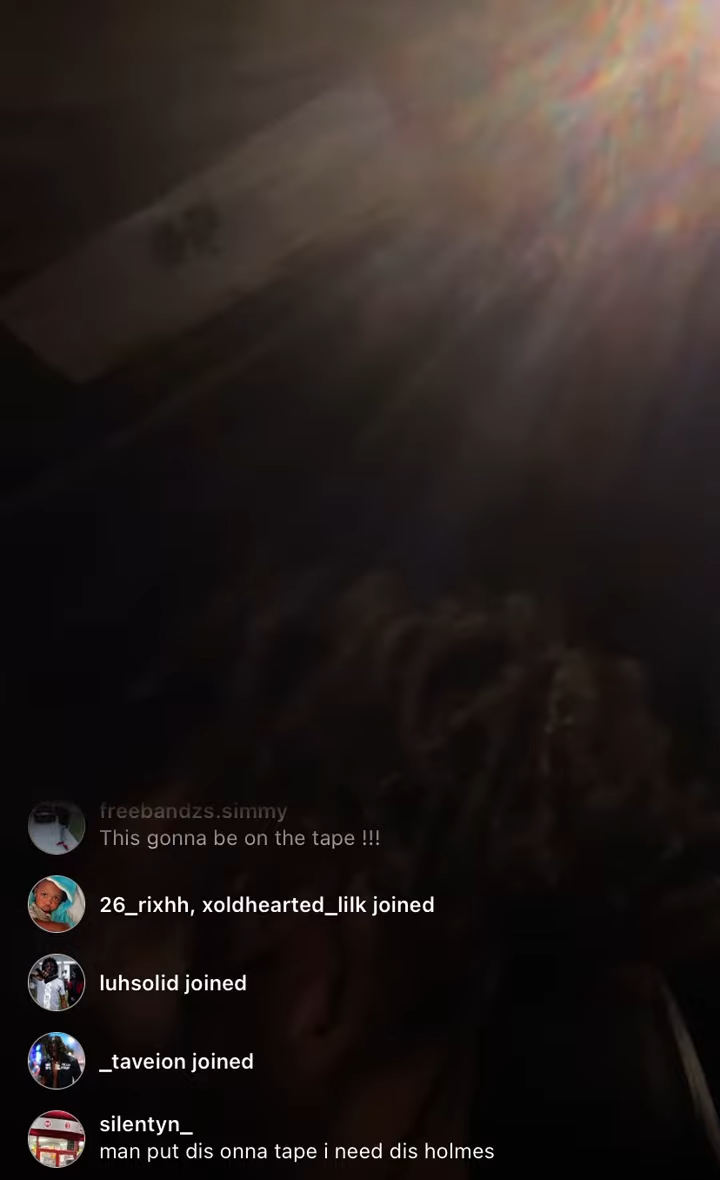 freebandzs.simmy
This gonna be on the tape !!!
26_rixhh, xoldhearted_lilk joined
luhsolid joined
_taveion joined
silentyn_
man put dis onna tape i need dis holmes